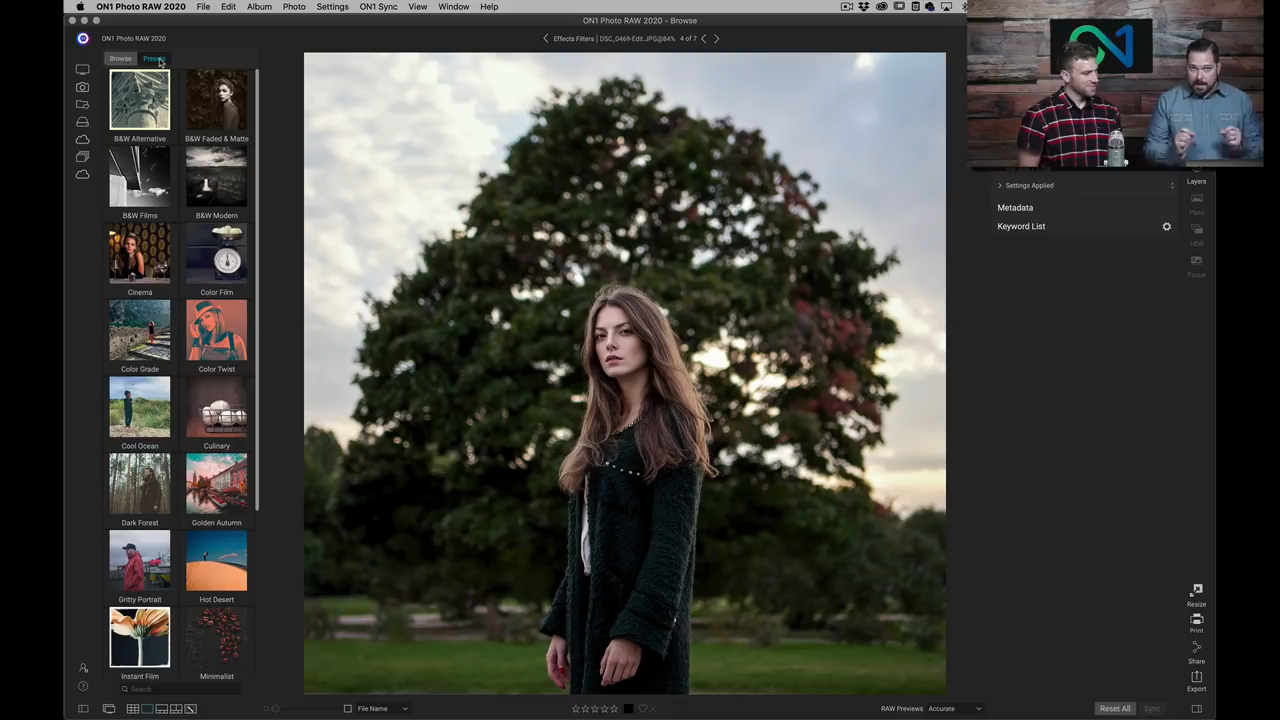 ON1 Photo RAW 2020 File Edit Album Photo Settings ON1 Sync View Window Help
ON1 Photo RAW 2020 - Browse
ON1 Photo RAW 2020
Effects Filters | DSC_0469-Edit.JPG@84% 4 of 7
Browse Presets
B&W Alternative B&W Faded & Matte
B&W Films B&W Modern
Cinema Color Film
Color Grade Color Twist
Cool Ocean Culinary
Dark Forest Golden Autumn
Gritty Portrait Hot Desert
Instant Film Minimalist
Search
File Name
RAW Previews Accurate
Reset All Sync
Settings Applied
Metadata
Keyword List
Layers
Pano
HDR
Focus
Resize
Print
Share
Export